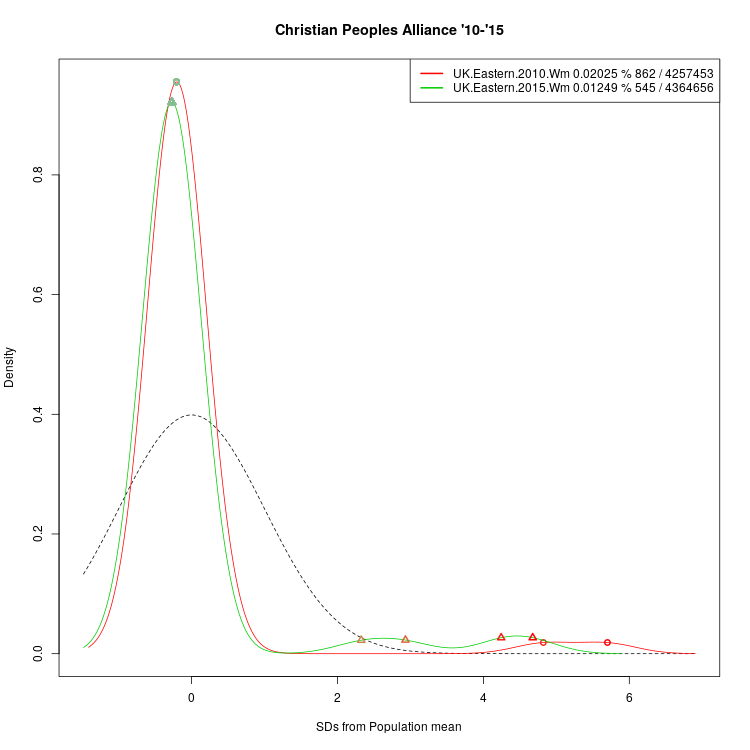 Christian Peoples Alliance '10-'15
UK.Eastern.2010.Wm 0.02025 % 862 / 4257453
UK.Eastern.2015.Wm 0.01249 % 545 / 4364656
Density
0.8
0.6
0.4
0.2
0.0
0 2 4 6
SDs from Population mean